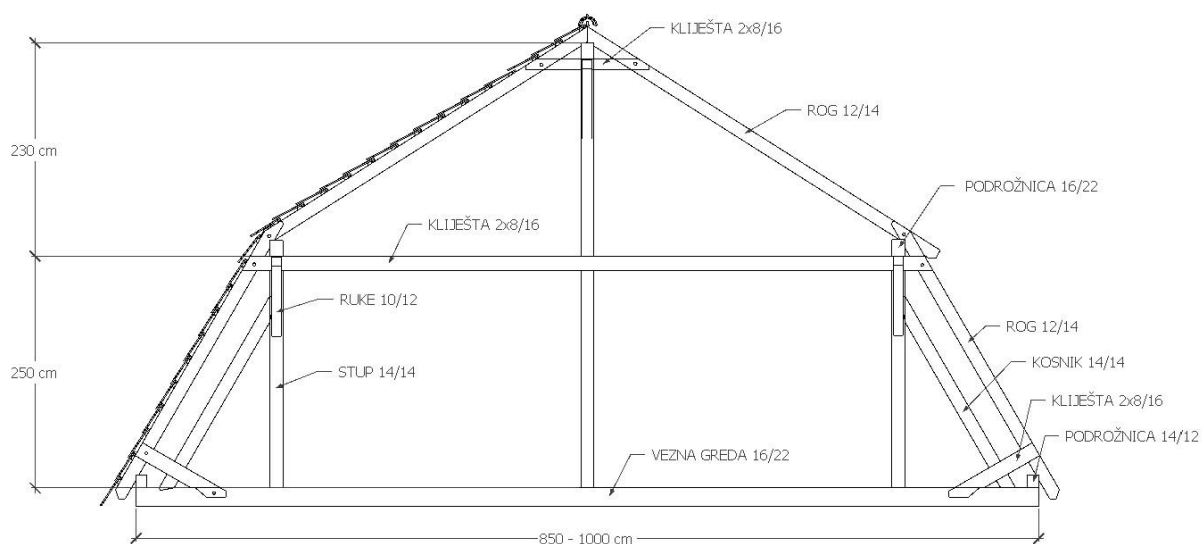 KLIJEŠTA 2x8/16
ROG 12/14
230 cm
PODROŽNICA 16/22
KLIJEŠTA 2x8/16
RUKE 10/12
ROG 12/14
KOSNIK 14/14
250 cm
STUP 14/14
KLIJEŠTA 2x8/16
PODROŽNICA 14/12
VEZNA GREDA 16/22
850 - 1000 cm